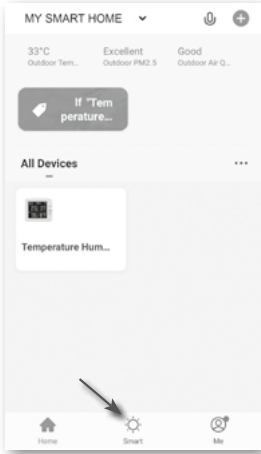 MY SMART HOME
33°C Excellent Good
Outdoor Tem... Outdoor PM2.5 Outdoor Air Q...
If "Tem
perature...
All Devices
Temperature Hum...
Home Smart Me